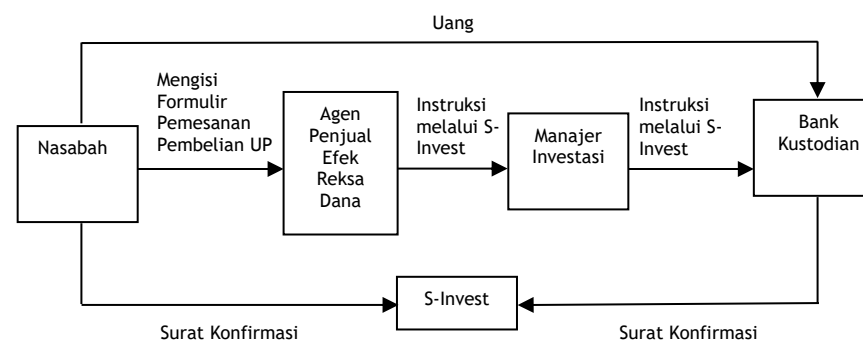 Uang
Mengisi
Formulir
Pemesanan
Pembelian UP
Nasabah
Agen
Penjual
Efek
Reksa
Dana
Instruksi
melalui S-
Invest
Manajer
Investasi
Instruksi
melalui S-
Invest
Bank
Kustodian
S-Invest
Surat Konfirmasi
Surat Konfirmasi